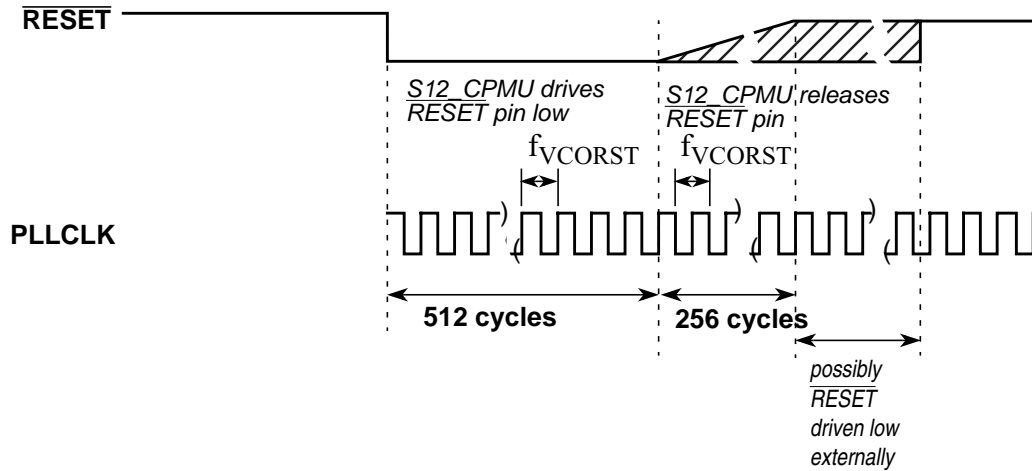 RESET
S12_CPMU drives
RESET pin low
S12_CPMU releases
RESET pin
fVCORST
fVCORST
PLLCLK
512 cycles
256 cycles
possibly
RESET
driven low
externally